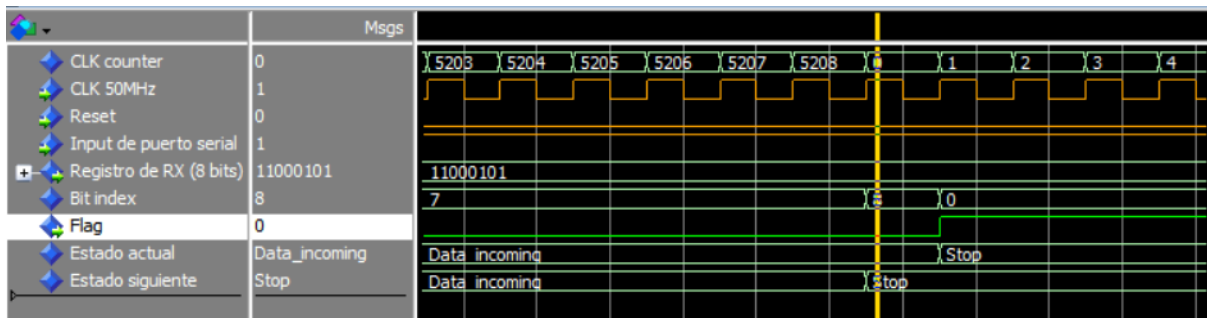 Msgs
CLK counter 0 5203 5204 5205 5206 5207 5208 1 2 3 4
CLK 50MHz 1
Reset 0
Input de puerto serial 1
Registro de RX (8 bits) 11000101 11000101
Bit index 8 7 0
Flag 0
Estado actual Data_incoming Data_incoming Stop
Estado siguiente Stop Data_incoming Stop